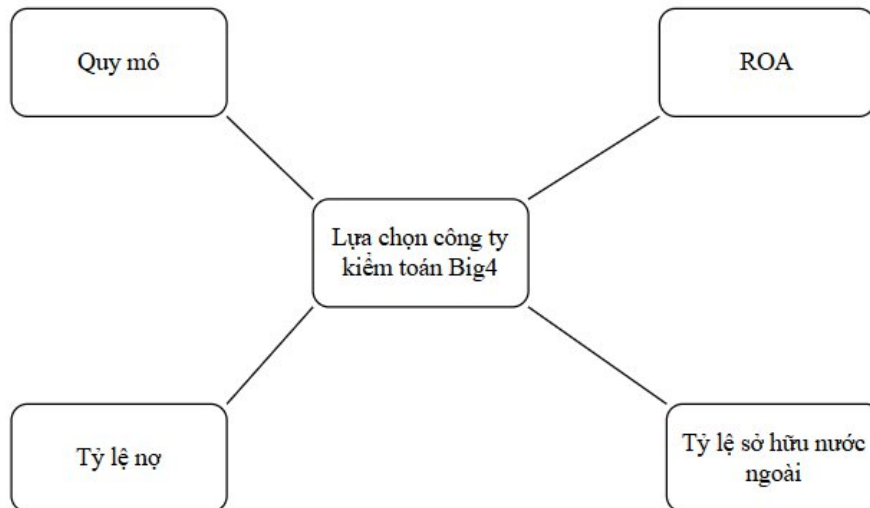 Quy mô
ROA
Lựa chọn công ty
kiểm toán Big4
Tỷ lệ nợ
Tỷ lệ sở hữu nước
ngoài